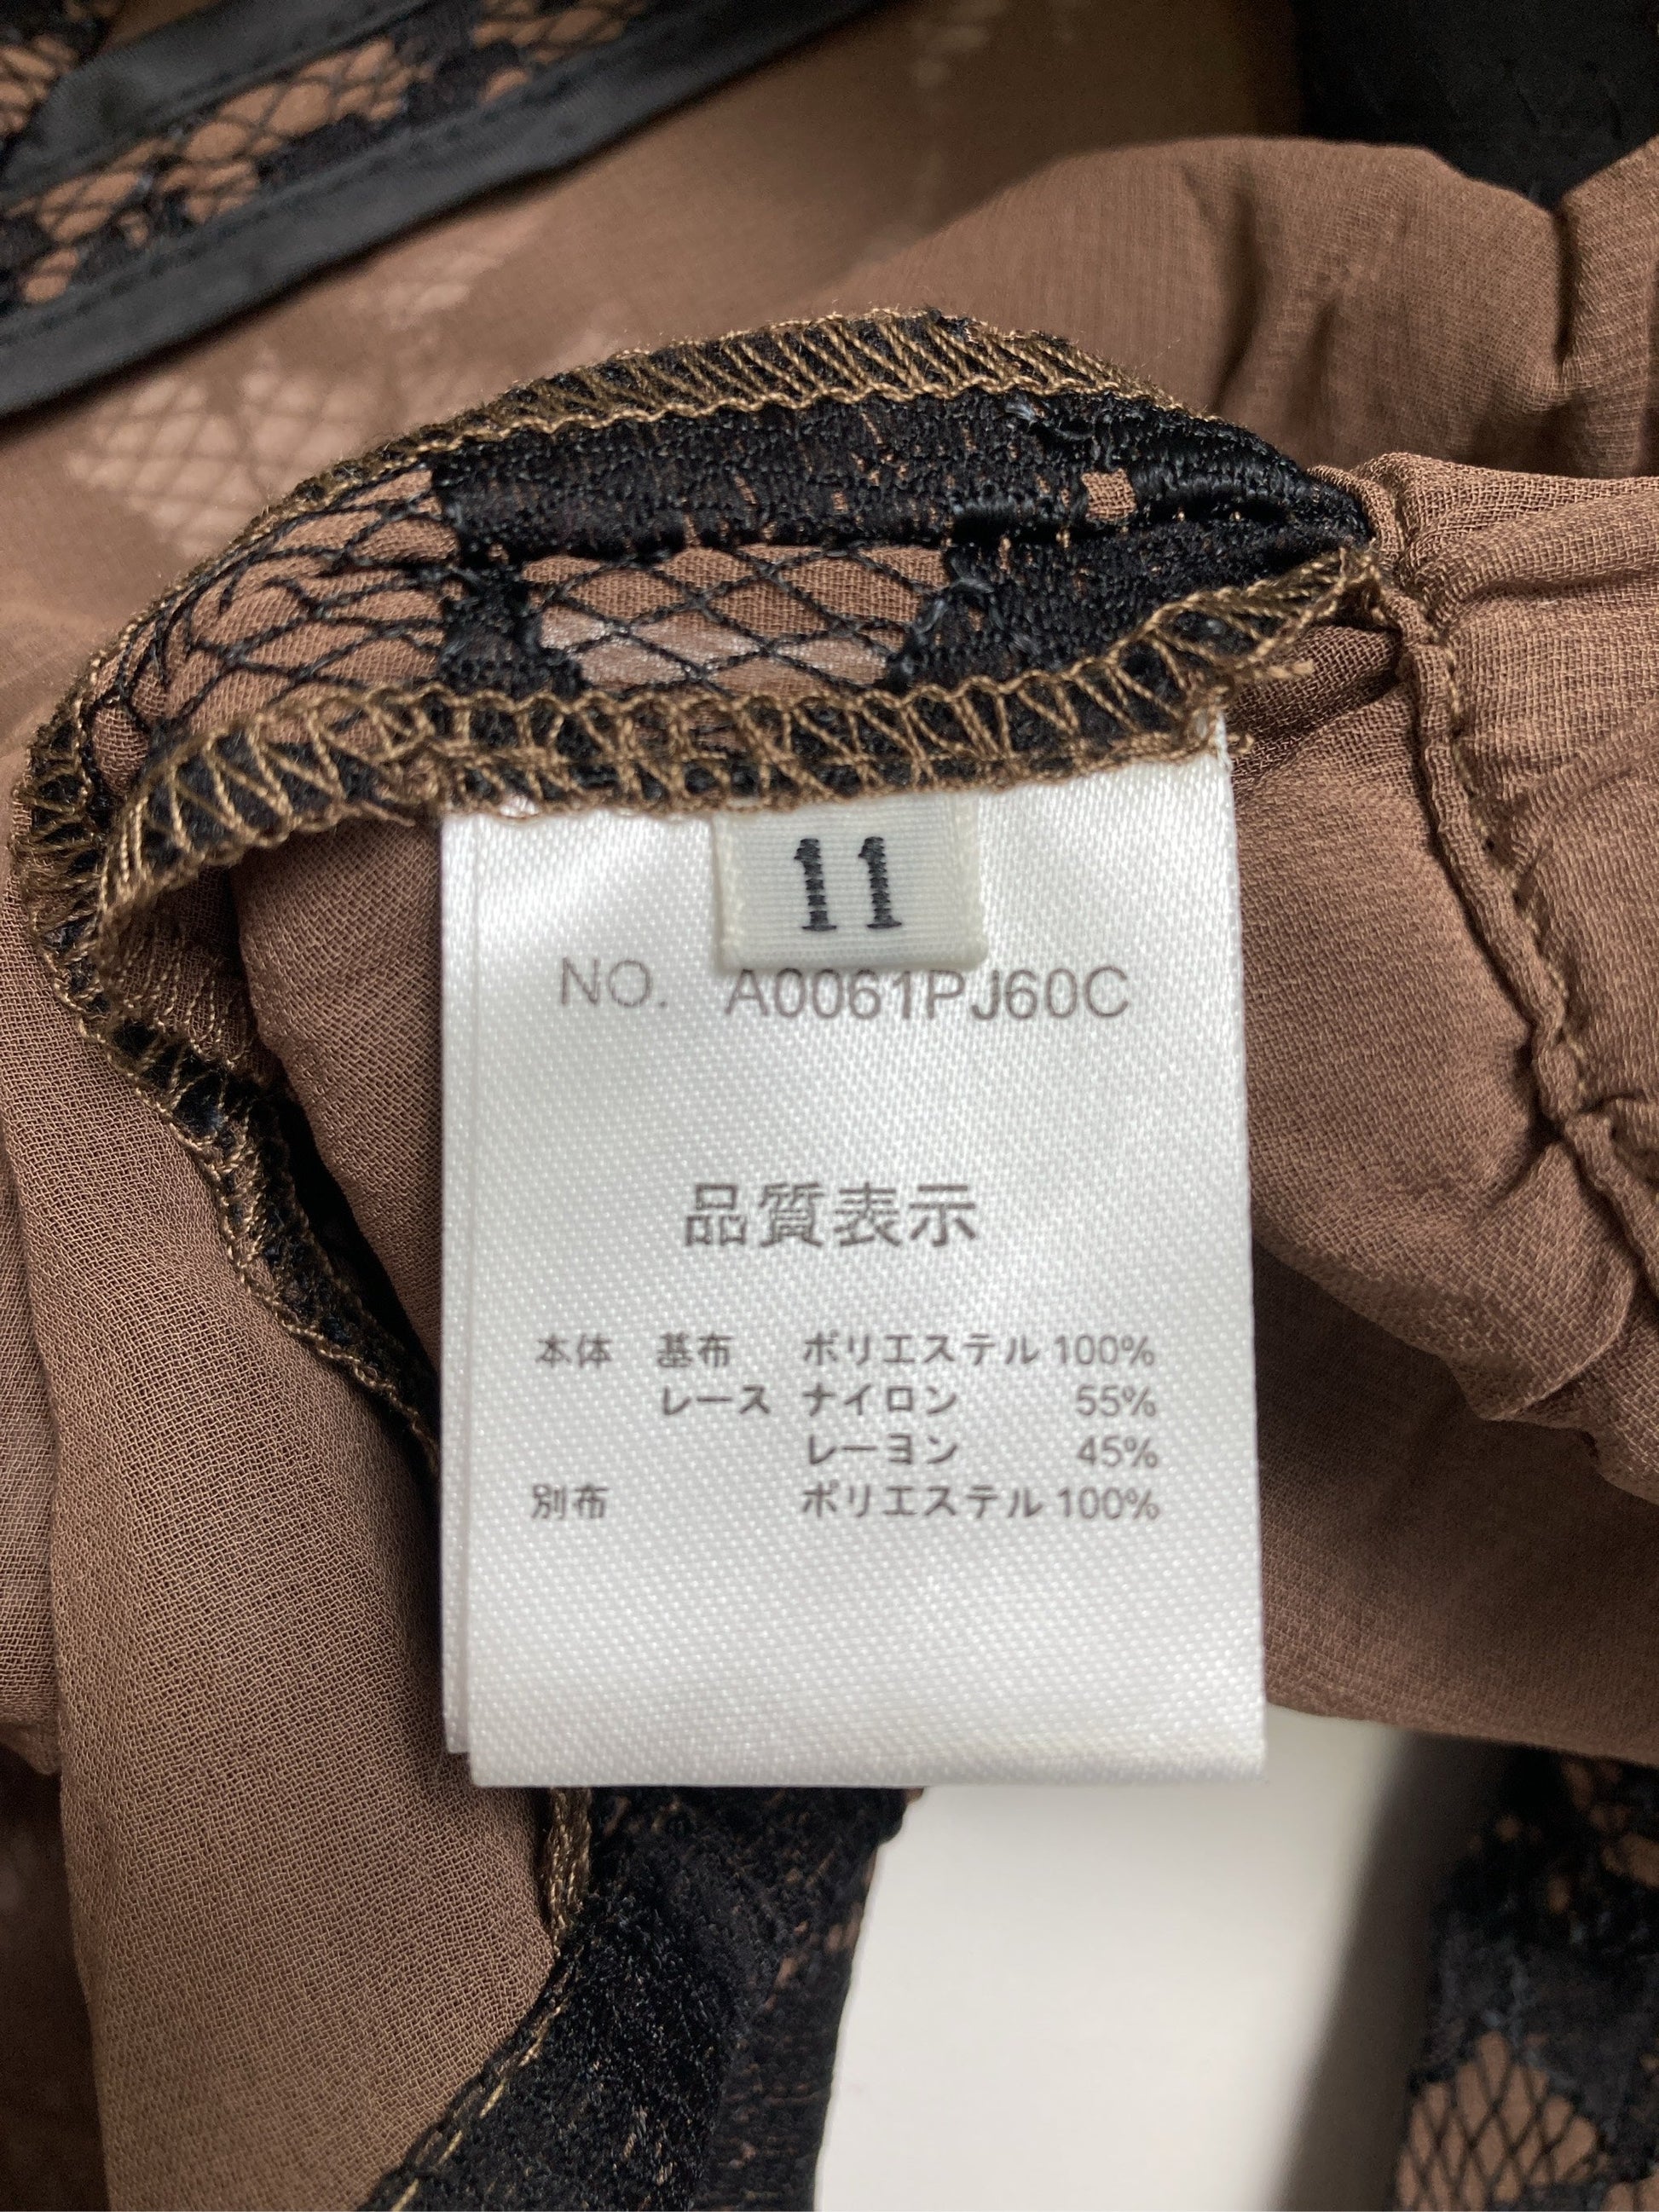 11
NO. A0061PJ60C
品質表示
本体 基布 ポリエステル 100%
レース ナイロン 55%
レーヨン 45%
別布 ポリエステル 100%